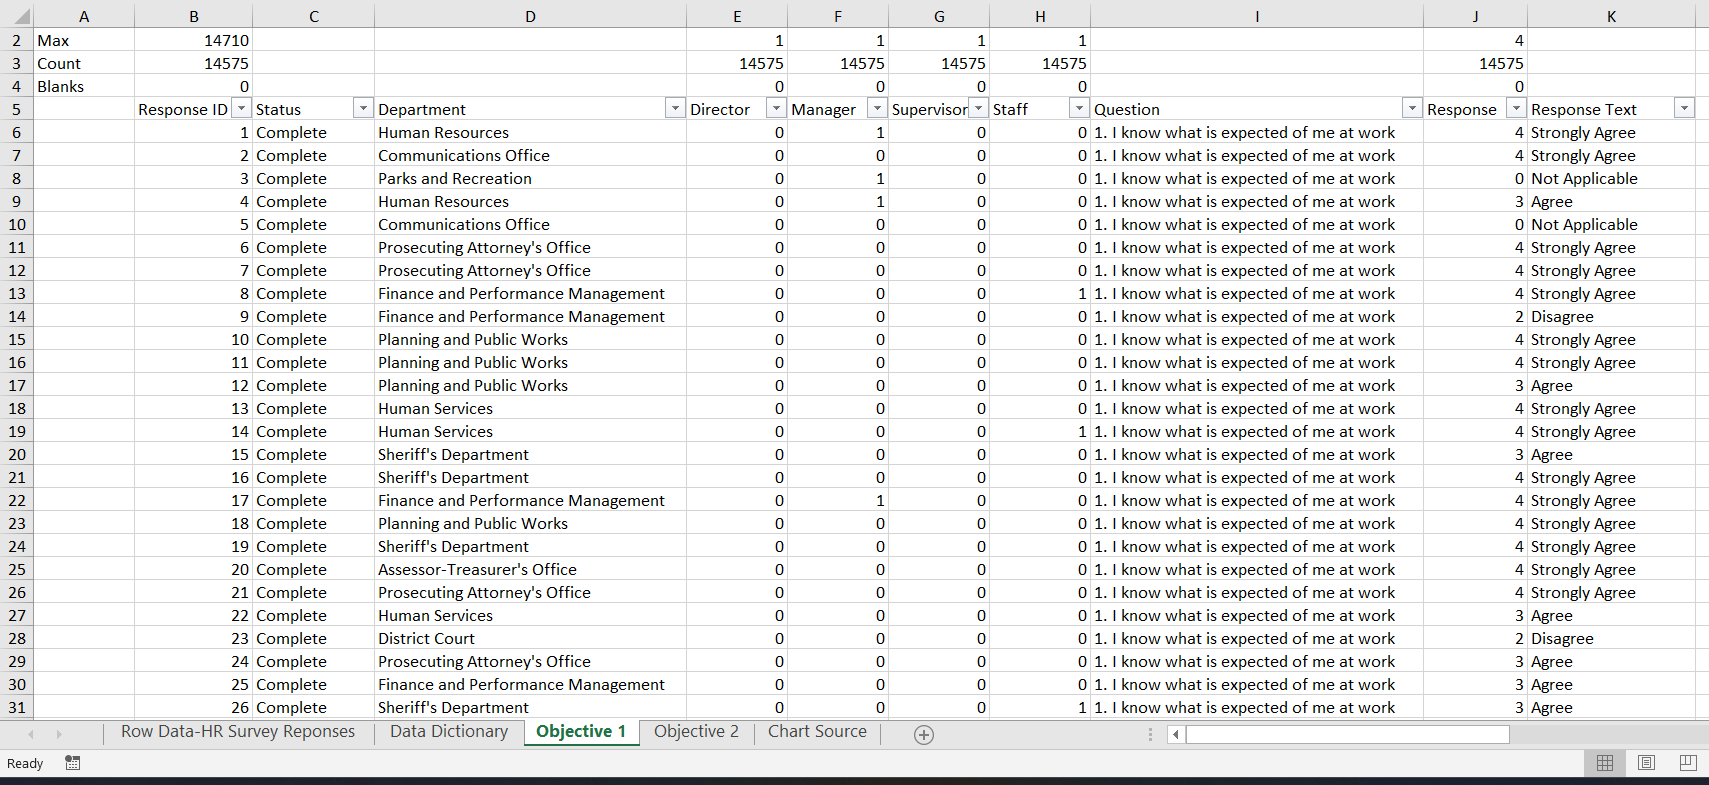 A B C D E F G H I J K
2 Max 14710 1 1 1 1 4
3 Count 14575 14575 14575 14575 14575 14575
4 Blanks 0 0 0 0 0 0
5 Response ID Status Department Director Manager Supervisor Staff Question Response Response Text
6 1 Complete Human Resources 0 1 0 0 1. I know what is expected of me at work 4 Strongly Agree
7 2 Complete Communications Office 0 0 0 0 1. I know what is expected of me at work 4 Strongly Agree
8 3 Complete Parks and Recreation 0 1 0 0 1. I know what is expected of me at work 0 Not Applicable
9 4 Complete Human Resources 0 1 0 0 1. I know what is expected of me at work 3 Agree
10 5 Complete Communications Office 0 0 0 0 1. I know what is expected of me at work 0 Not Applicable
11 6 Complete Prosecuting Attorney's Office 0 0 0 0 1. I know what is expected of me at work 4 Strongly Agree
12 7 Complete Prosecuting Attorney's Office 0 0 0 0 1. I know what is expected of me at work 4 Strongly Agree
13 8 Complete Finance and Performance Management 0 0 0 1 1. I know what is expected of me at work 4 Strongly Agree
14 9 Complete Finance and Performance Management 0 0 0 0 1. I know what is expected of me at work 2 Disagree
15 10 Complete Planning and Public Works 0 0 0 0 1. I know what is expected of me at work 4 Strongly Agree
16 11 Complete Planning and Public Works 0 0 0 0 1. I know what is expected of me at work 4 Strongly Agree
17 12 Complete Planning and Public Works 0 0 0 0 1. I know what is expected of me at work 3 Agree
18 13 Complete Human Services 0 0 0 0 1. I know what is expected of me at work 4 Strongly Agree
19 14 Complete Human Services 0 0 0 1 1. I know what is expected of me at work 4 Strongly Agree
20 15 Complete Sheriff's Department 0 0 0 0 1. I know what is expected of me at work 3 Agree
21 16 Complete Sheriff's Department 0 0 0 0 1. I know what is expected of me at work 4 Strongly Agree
22 17 Complete Finance and Performance Management 0 1 0 0 1. I know what is expected of me at work 4 Strongly Agree
23 18 Complete Planning and Public Works 0 0 0 0 1. I know what is expected of me at work 4 Strongly Agree
24 19 Complete Sheriff's Department 0 0 0 0 1. I know what is expected of me at work 4 Strongly Agree
25 20 Complete Assessor-Treasurer's Office 0 0 0 0 1. I know what is expected of me at work 4 Strongly Agree
26 21 Complete Prosecuting Attorney's Office 0 0 0 0 1. I know what is expected of me at work 4 Strongly Agree
27 22 Complete Human Services 0 0 0 0 1. I know what is expected of me at work 3 Agree
28 23 Complete District Court 0 0 0 0 1. I know what is expected of me at work 2 Disagree
29 24 Complete Prosecuting Attorney's Office 0 0 0 0 1. I know what is expected of me at work 3 Agree
30 25 Complete Finance and Performance Management 0 0 0 0 1. I know what is expected of me at work 3 Agree
31 26 Complete Sheriff's Department 0 0 0 1 1. I know what is expected of me at work 3 Agree
Row Data-HR Survey Reponses Data Dictionary Objective 1 Objective 2 Chart Source
Ready